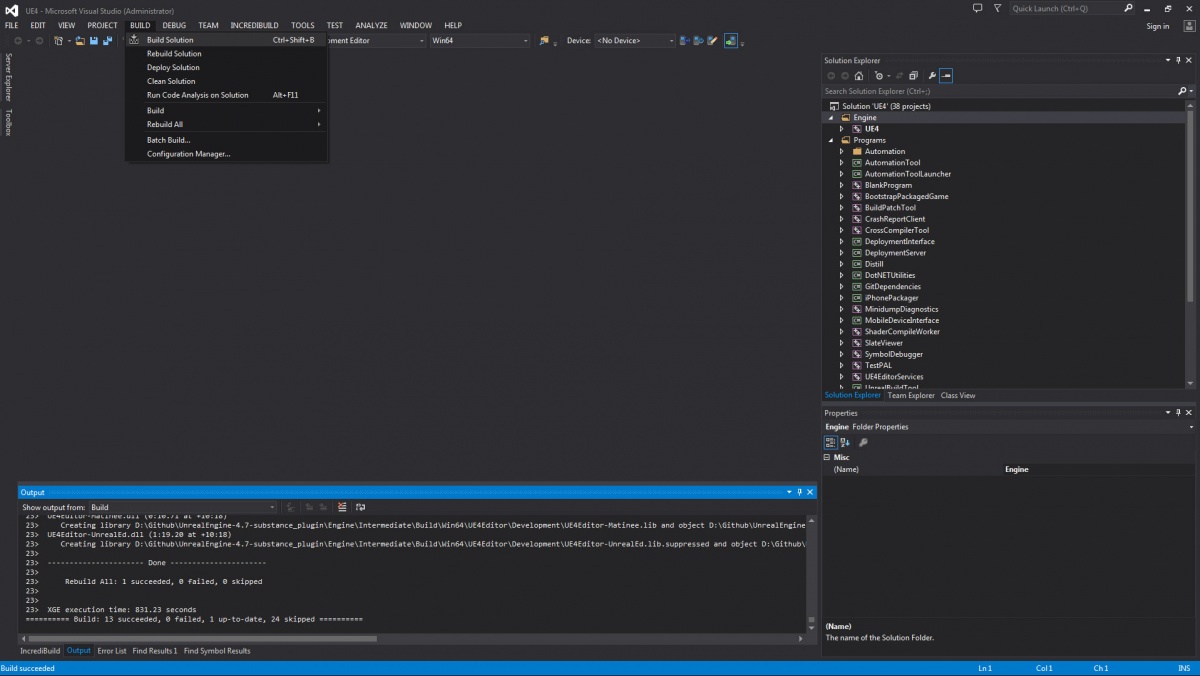 UE4 - Microsoft Visual Studio (Administrator)
Quick Launch (Ctrl+Q)
FILE EDIT VIEW PROJECT BUILD DEBUG TEAM INCREDIBUILD TOOLS TEST ANALYZE WINDOW HELP
Sign in
ment Editor Win64 Device: <No Device>
Server Explorer
Toolbox
Build Solution Ctrl+Shift+B
Rebuild Solution
Deploy Solution
Clean Solution
Run Code Analysis on Solution Alt+F11
Build
Rebuild All
Batch Build...
Configuration Manager...
Solution Explorer
Search Solution Explorer (Ctrl+;)
Solution 'UE4' (38 projects)
Engine
UE4
Programs
Automation
AutomationTool
AutomationToolLauncher
BlankProgram
BootstrapPackagedGame
BuildPatchTool
CrashReportClient
CrossCompilerTool
DeploymentInterface
DeploymentServer
Distill
DotNETUtilities
GitDependencies
iPhonePackager
MinidumpDiagnostics
MobileDeviceInterface
ShaderCompileWorker
SlateViewer
SymbolDebugger
TestPAL
UE4EditorServices
UnrealBuildTool
Solution Explorer Team Explorer Class View
Properties
Engine Folder Properties
Misc
(Name) Engine
(Name)
The name of the Solution Folder.
Output
Show output from: Build
23> UE4Editor-Matinee.dll (0:10.71 at +10:18)
23> Creating library D:\Github\UnrealEngine-4.7-substance_plugin\Engine\Intermediate\Build\Win64\UE4Editor\Development\UE4Editor-Matinee.lib and object D:\Github\UnrealEngine
23> UE4Editor-UnrealEd.dll (1:19.20 at +10:18)
23> Creating library D:\Github\UnrealEngine-4.7-substance_plugin\Engine\Intermediate\Build\Win64\UE4Editor\Development\UE4Editor-UnrealEd.lib.suppressed and object D:\Github\
23>
23> ---------------------- Done ----------------------
23>
23> Rebuild All: 1 succeeded, 0 failed, 0 skipped
23>
23>
23> XGE execution time: 831.23 seconds
========== Build: 13 succeeded, 0 failed, 1 up-to-date, 24 skipped ==========
IncrediBuild Output Error List Find Results 1 Find Symbol Results
Build succeeded Ln 1 Col 1 Ch 1 INS